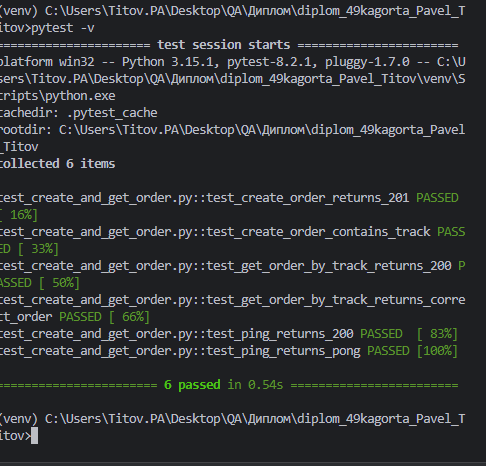 (venv) C:\Users\Titov.PA\Desktop\QA\Диплом\diplom_49kagorta_Pavel_T
itov>pytest -v
====================== test session starts =======================
platform win32 -- Python 3.15.1, pytest-8.2.1, pluggy-1.7.0 -- C:\U
sers\Titov.PA\Desktop\QA\Диплом\diplom_49kagorta_Pavel_Titov\venv\S
cripts\python.exe
cachedir: .pytest_cache
rootdir: C:\Users\Titov.PA\Desktop\QA\Диплом\diplom_49kagorta_Pavel
_Titov
collected 6 items
test_create_and_get_order.py::test_create_order_returns_201 PASSED
[ 16%]
test_create_and_get_order.py::test_create_order_contains_track PASS
ED [ 33%]
test_create_and_get_order.py::test_get_order_by_track_returns_200 P
ASSED [ 50%]
test_create_and_get_order.py::test_get_order_by_track_returns_corre
ct_order PASSED [ 66%]
test_create_and_get_order.py::test_ping_returns_200 PASSED  [ 83%]
test_create_and_get_order.py::test_ping_returns_pong PASSED [100%]
======================= 6 passed in 0.54s ========================
(venv) C:\Users\Titov.PA\Desktop\QA\Диплом\diplom_49kagorta_Pavel_T
itov>